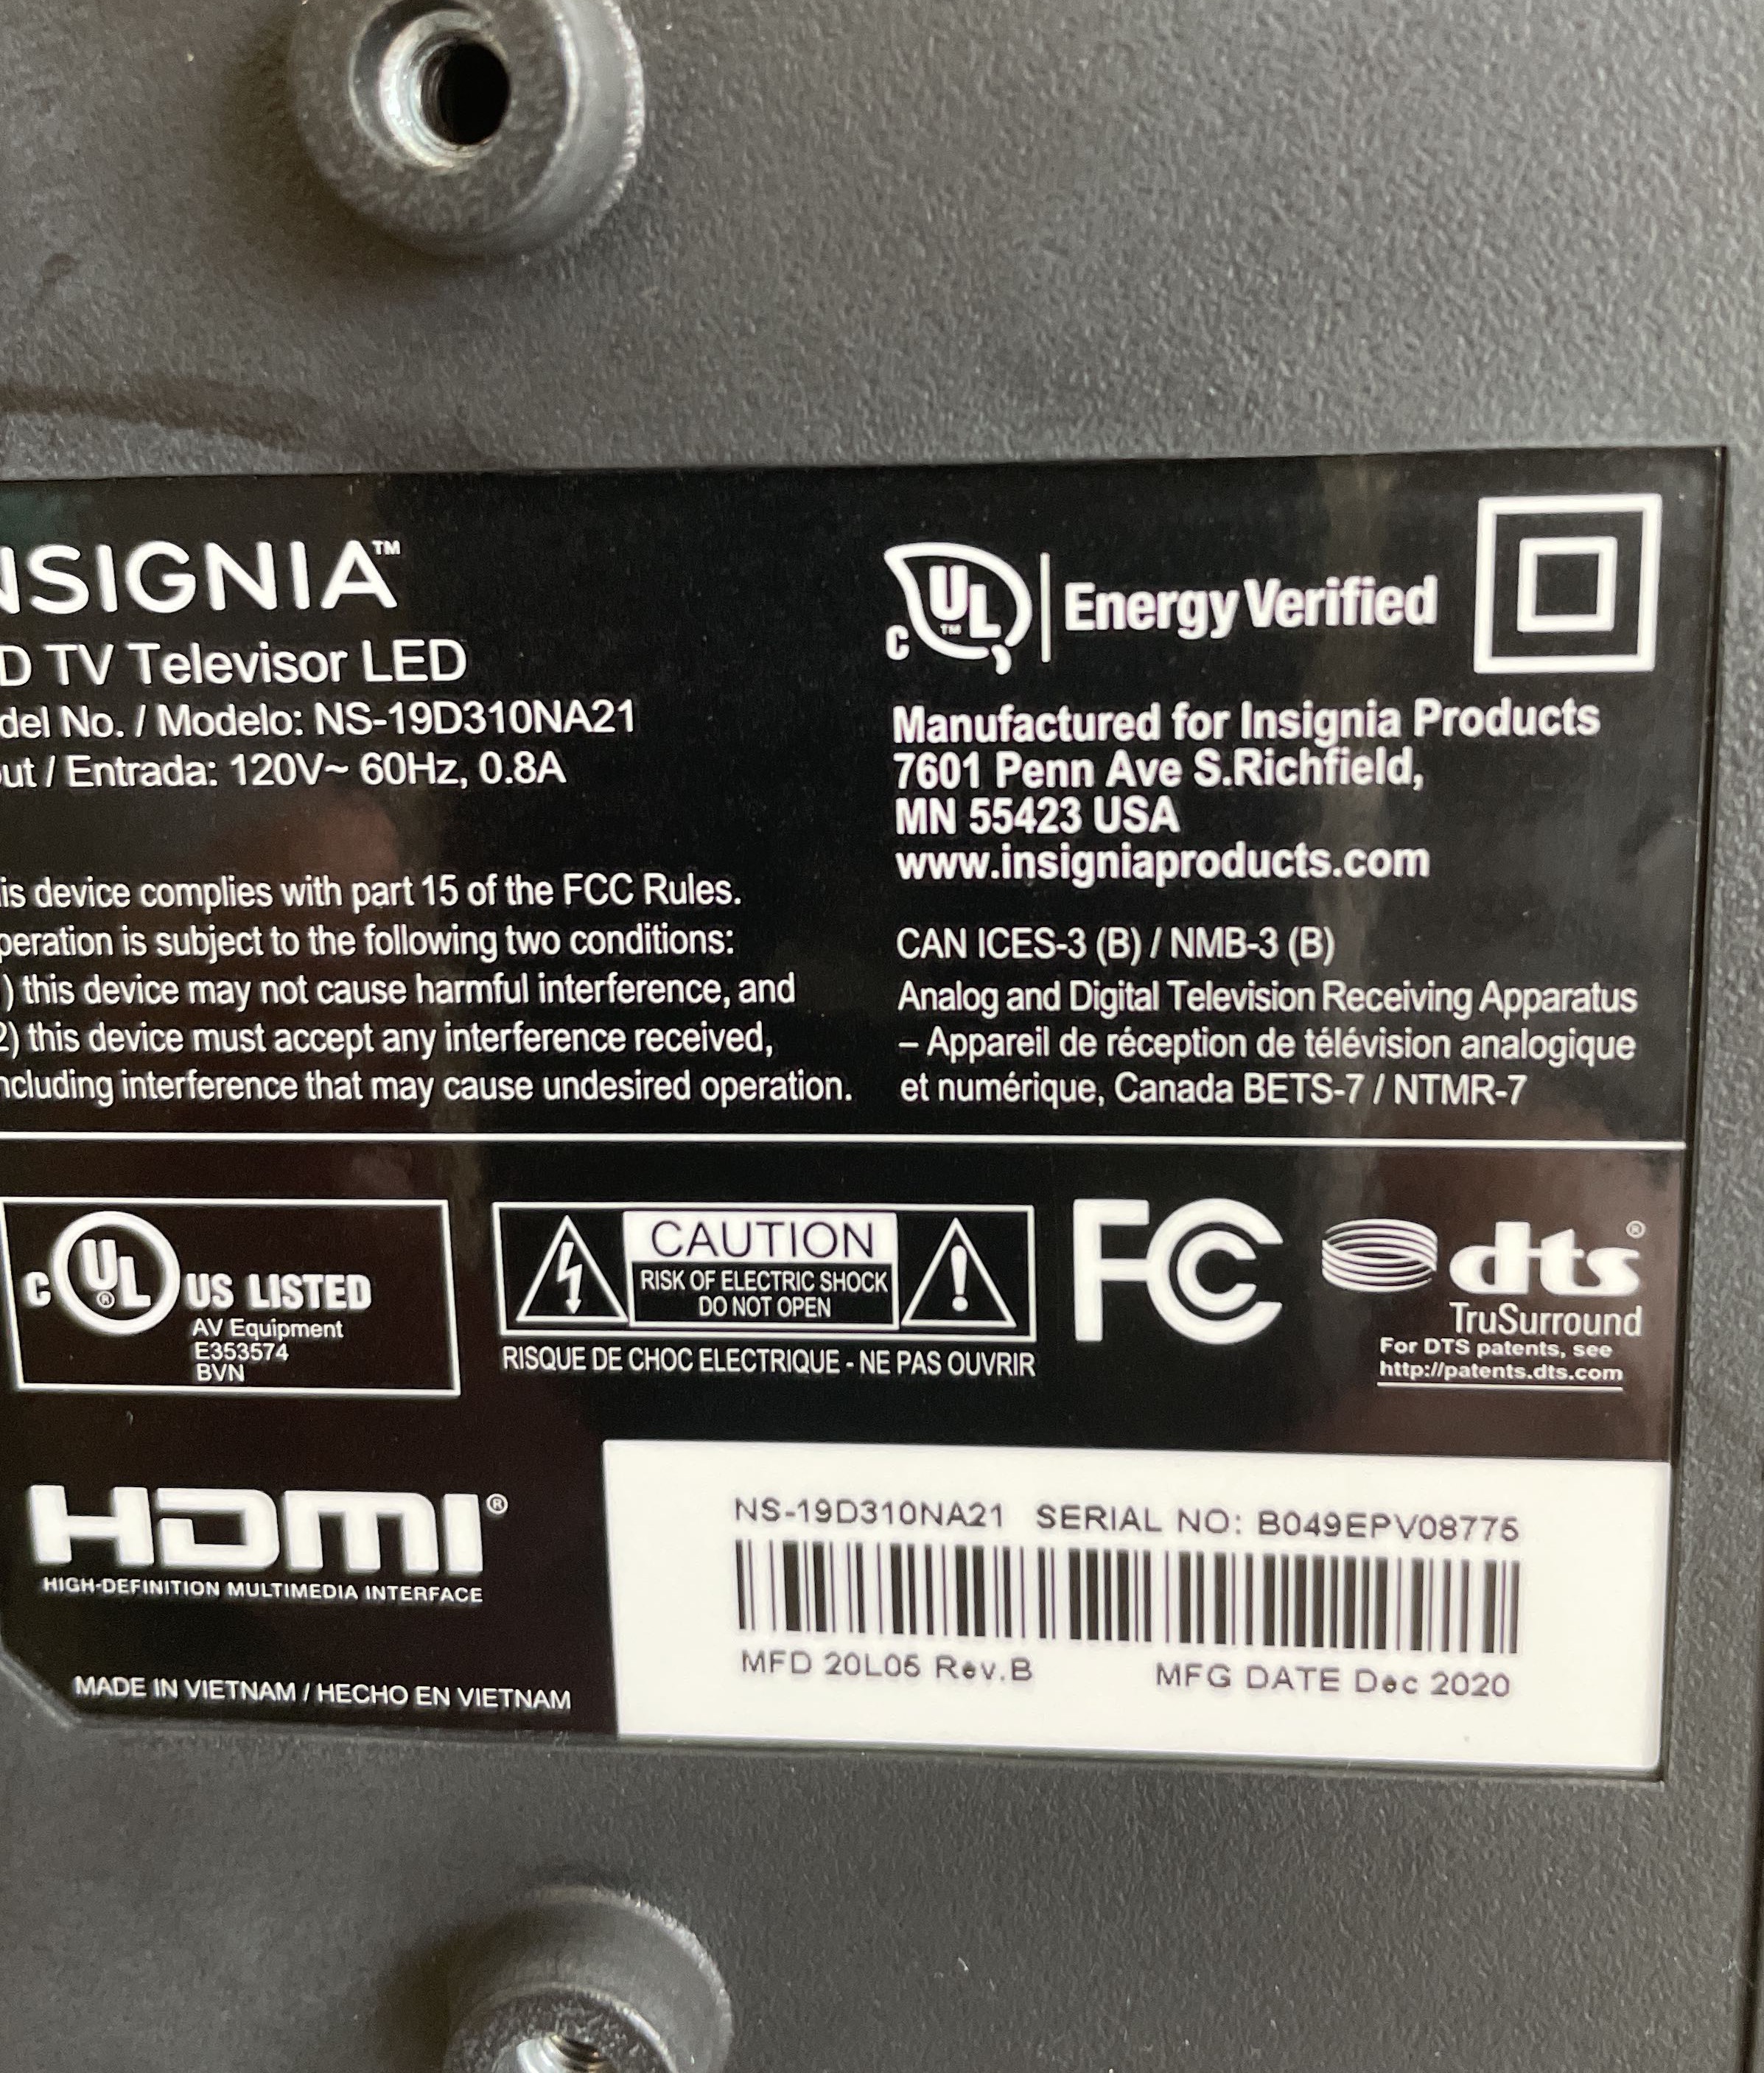 NSIGNIA™
D TV Televisor LED
del No. / Modelo: NS-19D310NA21
ut / Entrada: 120V~ 60Hz, 0.8A
is device complies with part 15 of the FCC Rules.
peration is subject to the following two conditions:
) this device may not cause harmful interference, and
2) this device must accept any interference received,
ncluding interference that may cause undesired operation.
C UL™ Energy Verified
Manufactured for Insignia Products
7601 Penn Ave S.Richfield,
MN 55423 USA
www.insigniaproducts.com
CAN ICES-3 (B) / NMB-3 (B)
Analog and Digital Television Receiving Apparatus
– Appareil de réception de télévision analogique
et numérique, Canada BETS-7 / NTMR-7
C UL® US LISTED
AV Equipment
E353574
BVN
CAUTION
RISK OF ELECTRIC SHOCK
DO NOT OPEN
RISQUE DE CHOC ELECTRIQUE - NE PAS OUVRIR
FC
dts®
TruSurround
For DTS patents, see
http://patents.dts.com
HDMI®
HIGH-DEFINITION MULTIMEDIA INTERFACE
MADE IN VIETNAM / HECHO EN VIETNAM
NS-19D310NA21 SERIAL NO: B049EPV08775
MFD 20L05 Rev.B MFG DATE Dec 2020